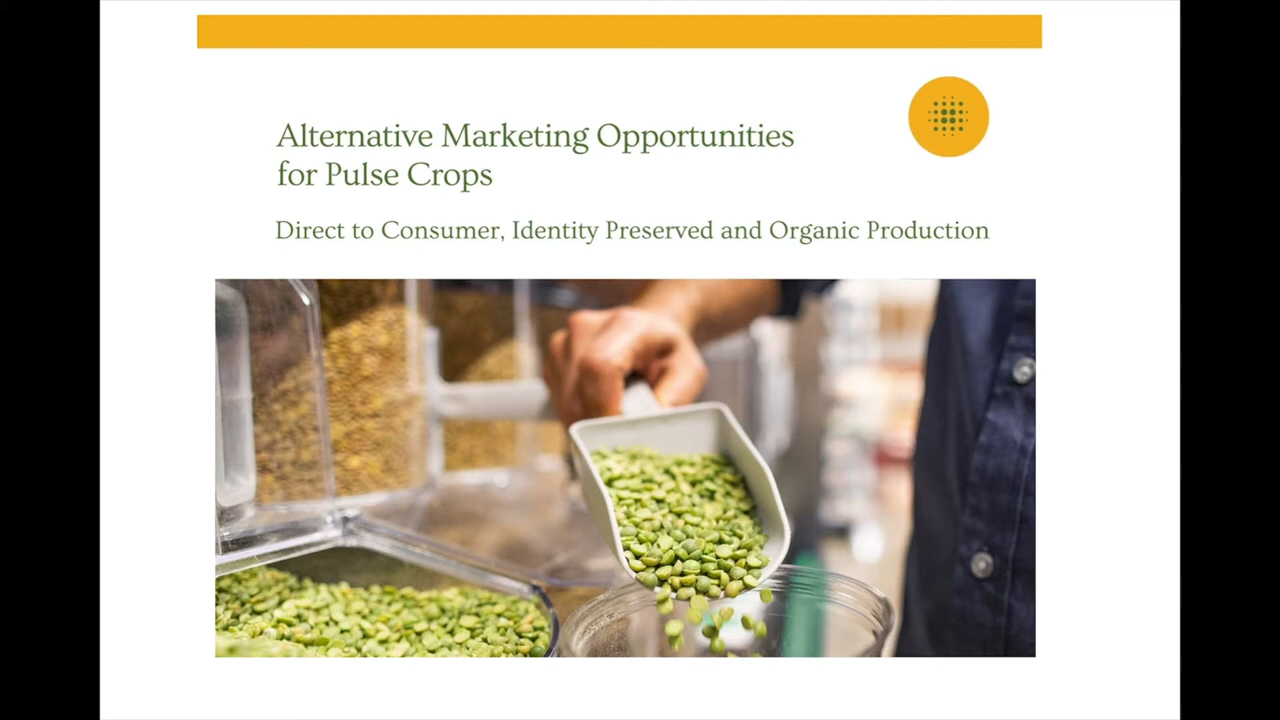 Alternative Marketing Opportunities
for Pulse Crops
Direct to Consumer, Identity Preserved and Organic Production